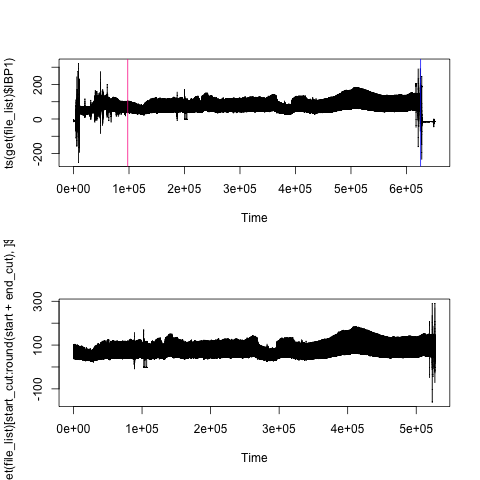 ts(get(file_list)$IBP1)
200
0
-200
0e+00 1e+05 2e+05 3e+05 4e+05 5e+05 6e+05
Time
et(file_list)[start_cut:round(start + end_cut), ]$
300
100
-100
0e+00 1e+05 2e+05 3e+05 4e+05 5e+05
Time